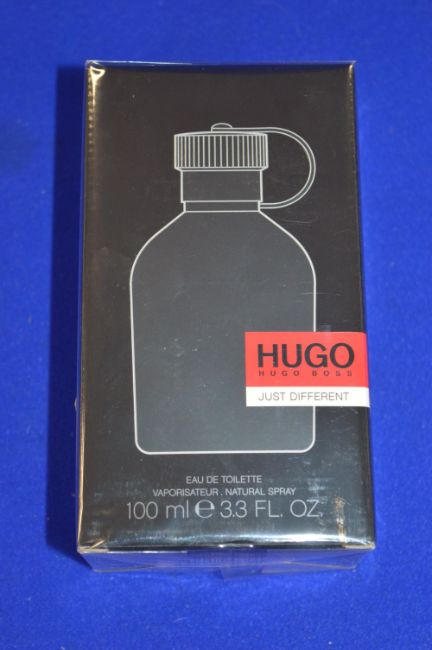 HUGO
HUGO BOSS
JUST DIFFERENT
EAU DE TOILETTE
VAPORISATEUR . NATURAL SPRAY
100 ml ℮ 3.3 FL. OZ.